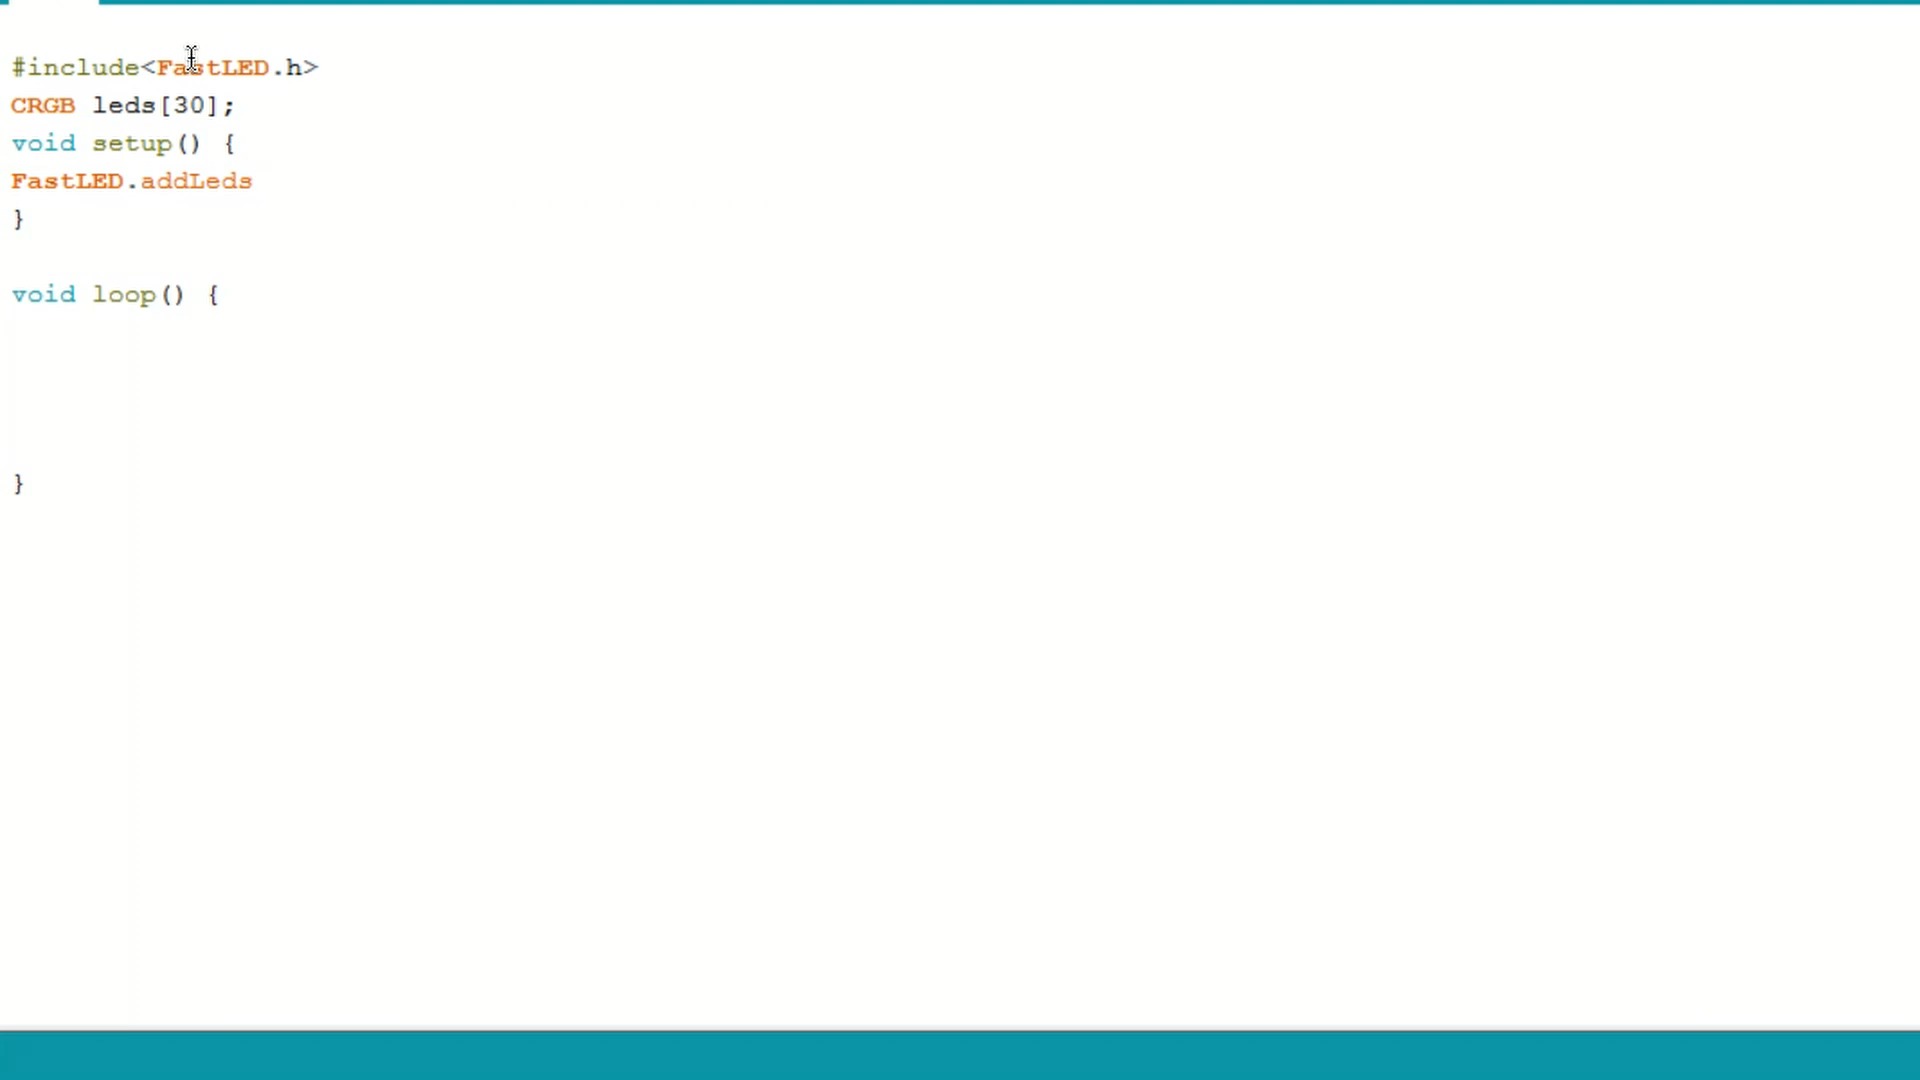 #include<FastLED.h>
CRGB leds[30];
void setup() {
FastLED.addLeds
}
void loop() {
}